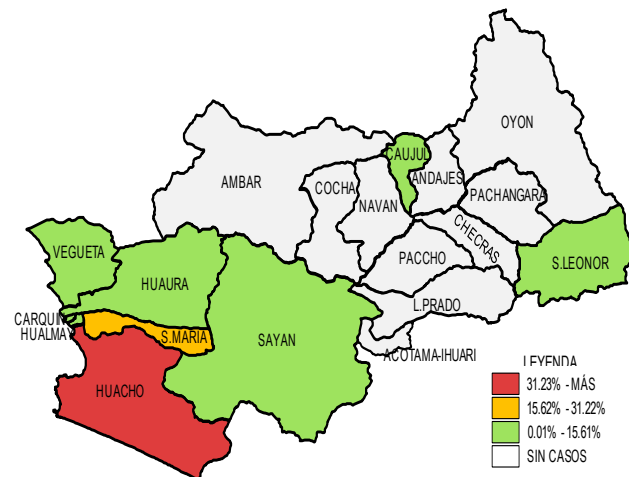 OYON
CAUJUL
ANDAJES
AMBAR
COCHA
NAVAN
PACHANGARA
CHECRAS
VEGUETA
PACCHO
S.LEONOR
HUAURA
L.PRADO
CARQUIN
HUALMAY
S.MARIA
SAYAN
ACOTAMA-IHUARI
HUACHO
LEYENDA
31.23% - MÁS
15.62% - 31.22%
0.01% - 15.61%
SIN CASOS